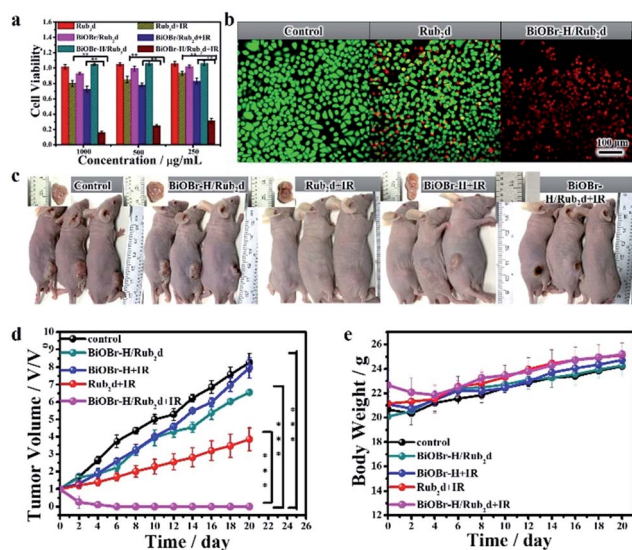 a
Rub₂d Rub₂d+IR
BiOBr/Rub₂d BiOBr/Rub₂d+IR
BiOBr-H/Rub₂d BiOBr-H/Rub₂d+IR
Cell Viability
1.2
1.0
0.8
0.6
0.4
0.2
0.0
** ** **
** ** **
1000 500 250
Concentration / μg/mL
b
Control Rub₂d BiOBr-H/Rub₂d
100 μm
c
Control BiOBr-H/Rub₂d Rub₂d+IR BiOBr-H+IR BiOBr-
H/Rub₂d+IR
d
Tumor Volume / V/V₀
10
9
8
7
6
5
4
3
2
1
0
control
BiOBr-H/Rub₂d
BiOBr-H+IR
Rub₂d+IR
BiOBr-H/Rub₂d+IR
0 2 4 6 8 10 12 14 16 18 20 22 24 26
Time / day
e
Body Weight / g
26
24
22
20
18
16
14
12
control
BiOBr-H/Rub₂d
BiOBr-H+IR
Rub₂d+IR
BiOBr-H/Rub₂d+IR
0 2 4 6 8 10 12 14 16 18 20
Time / day